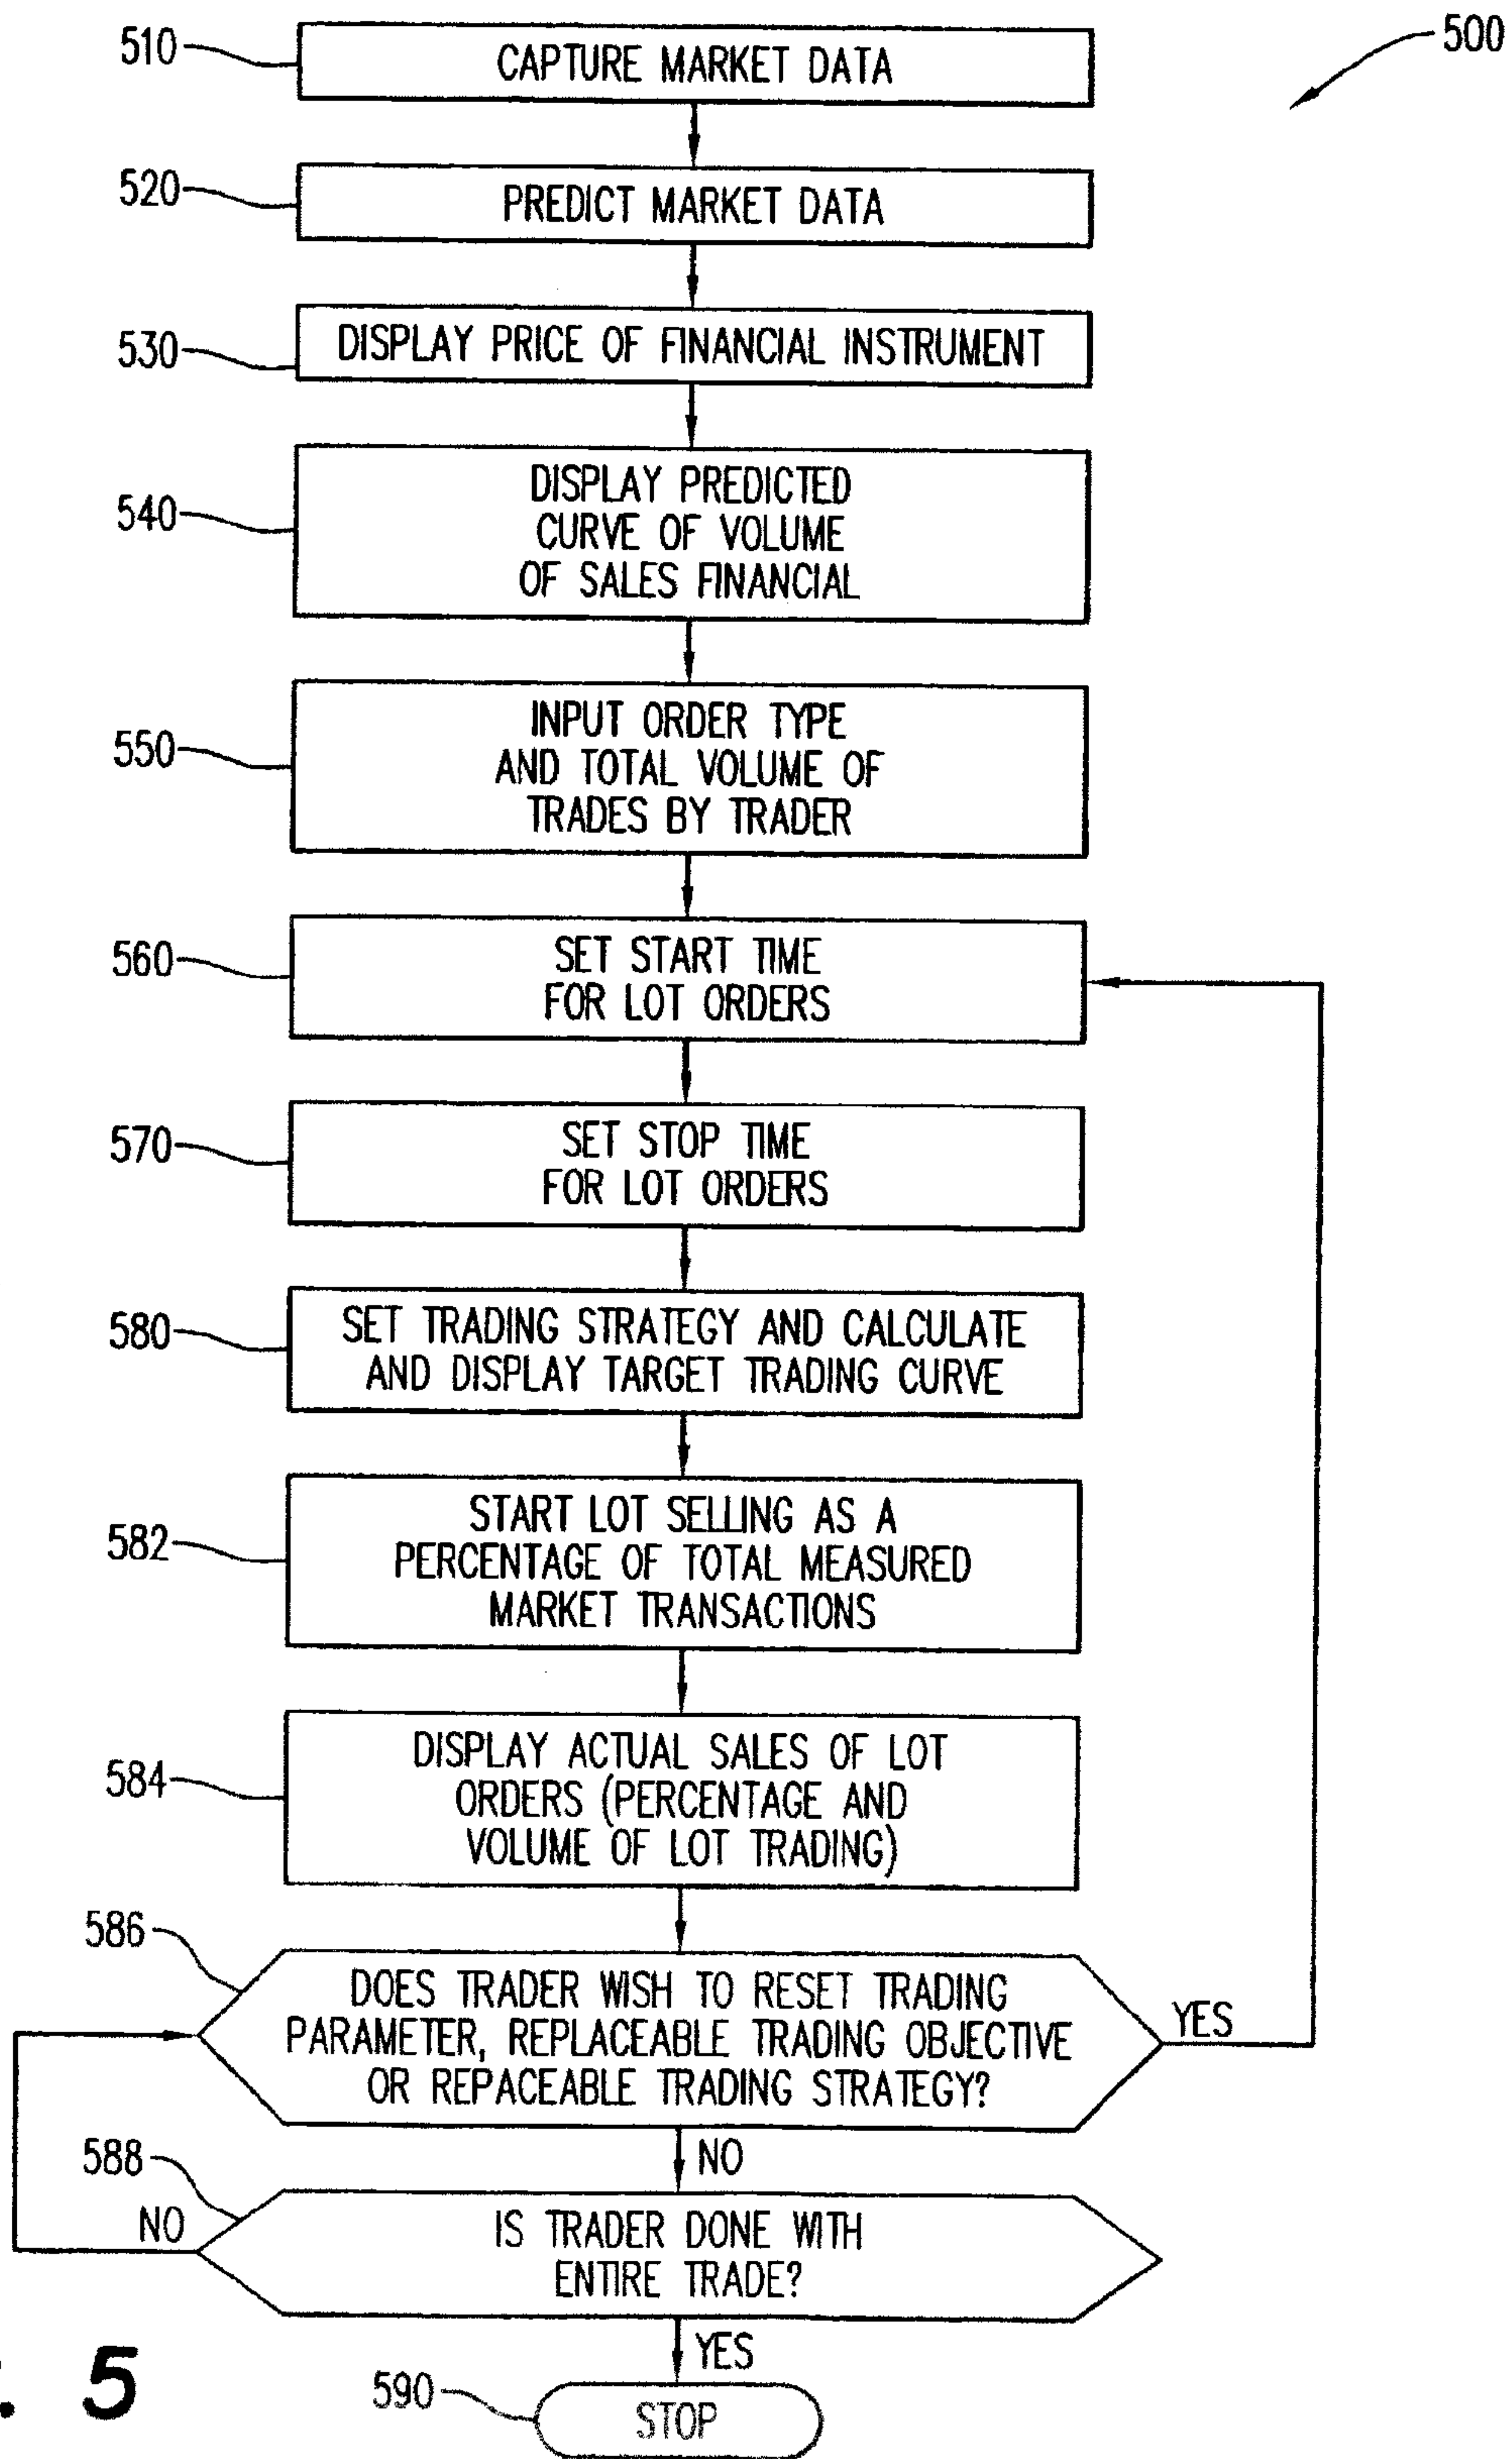 500
510
CAPTURE MARKET DATA
520
PREDICT MARKET DATA
530
DISPLAY PRICE OF FINANCIAL INSTRUMENT
540
DISPLAY PREDICTED
CURVE OF VOLUME
OF SALES FINANCIAL
550
INPUT ORDER TYPE
AND TOTAL VOLUME OF
TRADES BY TRADER
560
SET START TIME
FOR LOT ORDERS
570
SET STOP TIME
FOR LOT ORDERS
580
SET TRADING STRATEGY AND CALCULATE
AND DISPLAY TARGET TRADING CURVE
582
START LOT SELLING AS A
PERCENTAGE OF TOTAL MEASURED
MARKET TRANSACTIONS
584
DISPLAY ACTUAL SALES OF LOT
ORDERS (PERCENTAGE AND
VOLUME OF LOT TRADING)
586
DOES TRADER WISH TO RESET TRADING
PARAMETER, REPLACEABLE TRADING OBJECTIVE
OR REPACEABLE TRADING STRATEGY?
YES
NO
588
NO
IS TRADER DONE WITH
ENTIRE TRADE?
YES
590
STOP
. 5